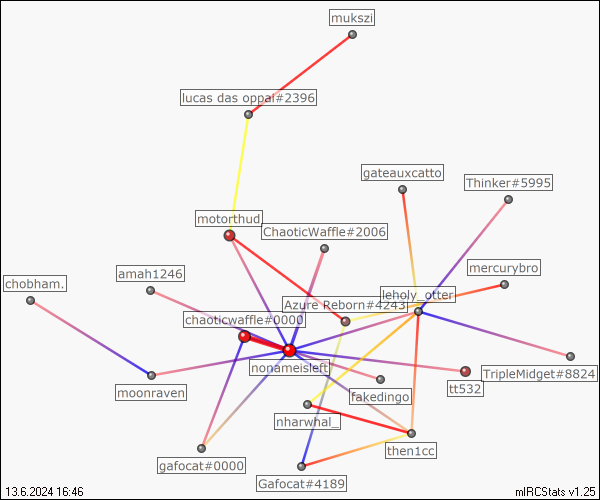 mukszi
lucas das oppai#2396
gateauxcatto
Thinker#5995
motorthud
ChaoticWaffle#2006
amah1246
mercurybro
chobham.
leholy_otter
Azure Reborn#4243
chaoticwaffle#0000
nonameisleft
TripleMidget#8824
tt532
moonraven
fakedingo
nharwhal_
then1cc
gafocat#0000
Gafocat#4189
13.6.2024 16:46
mIRCStats v1.25